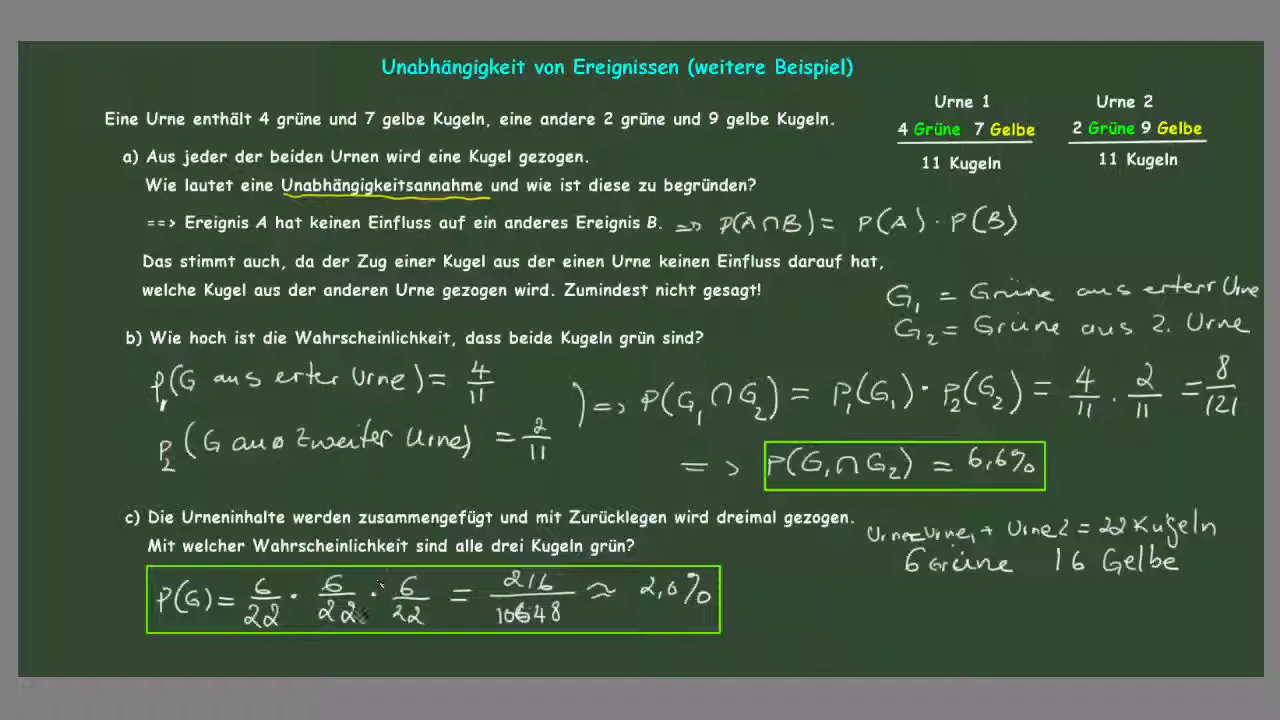 Unabhängigkeit von Ereignissen (weitere Beispiel)
Urne 1
Urne 2
Eine Urne enthält 4 grüne und 7 gelbe Kugeln, eine andere 2 grüne und 9 gelbe Kugeln.
4 Grüne 7 Gelbe
2 Grüne 9 Gelbe
11 Kugeln
11 Kugeln
a) Aus jeder der beiden Urnen wird eine Kugel gezogen.
Wie lautet eine Unabhängigkeitsannahme und wie ist diese zu begründen?
==> Ereignis A hat keinen Einfluss auf ein anderes Ereignis B. => P(A∩B) = P(A) · P(B)
Das stimmt auch, da der Zug einer Kugel aus der einen Urne keinen Einfluss darauf hat,
welche Kugel aus der anderen Urne gezogen wird. Zumindest nicht gesagt!
G₁ = Grüne aus erterr Urne
G₂ = Grüne aus 2. Urne
b) Wie hoch ist die Wahrscheinlichkeit, dass beide Kugeln grün sind?
P₁(G aus erter Urne) = 4/11
P₂(G aus zweiter Urne) = 2/11
) => P(G₁∩G₂) = P₁(G₁) · P₂(G₂) = 4/11 · 2/11 = 8/121
=> P(G₁∩G₂) = 6,6%
c) Die Urneninhalte werden zusammengefügt und mit Zurücklegen wird dreimal gezogen.
Mit welcher Wahrscheinlichkeit sind alle drei Kugeln grün?
Urne₁ + Urne 2 = 22 Kugeln
6 Grüne 16 Gelbe
P(G) = 6/22 · 6/22 · 6/22 = 216/10648 ≈ 2,0%